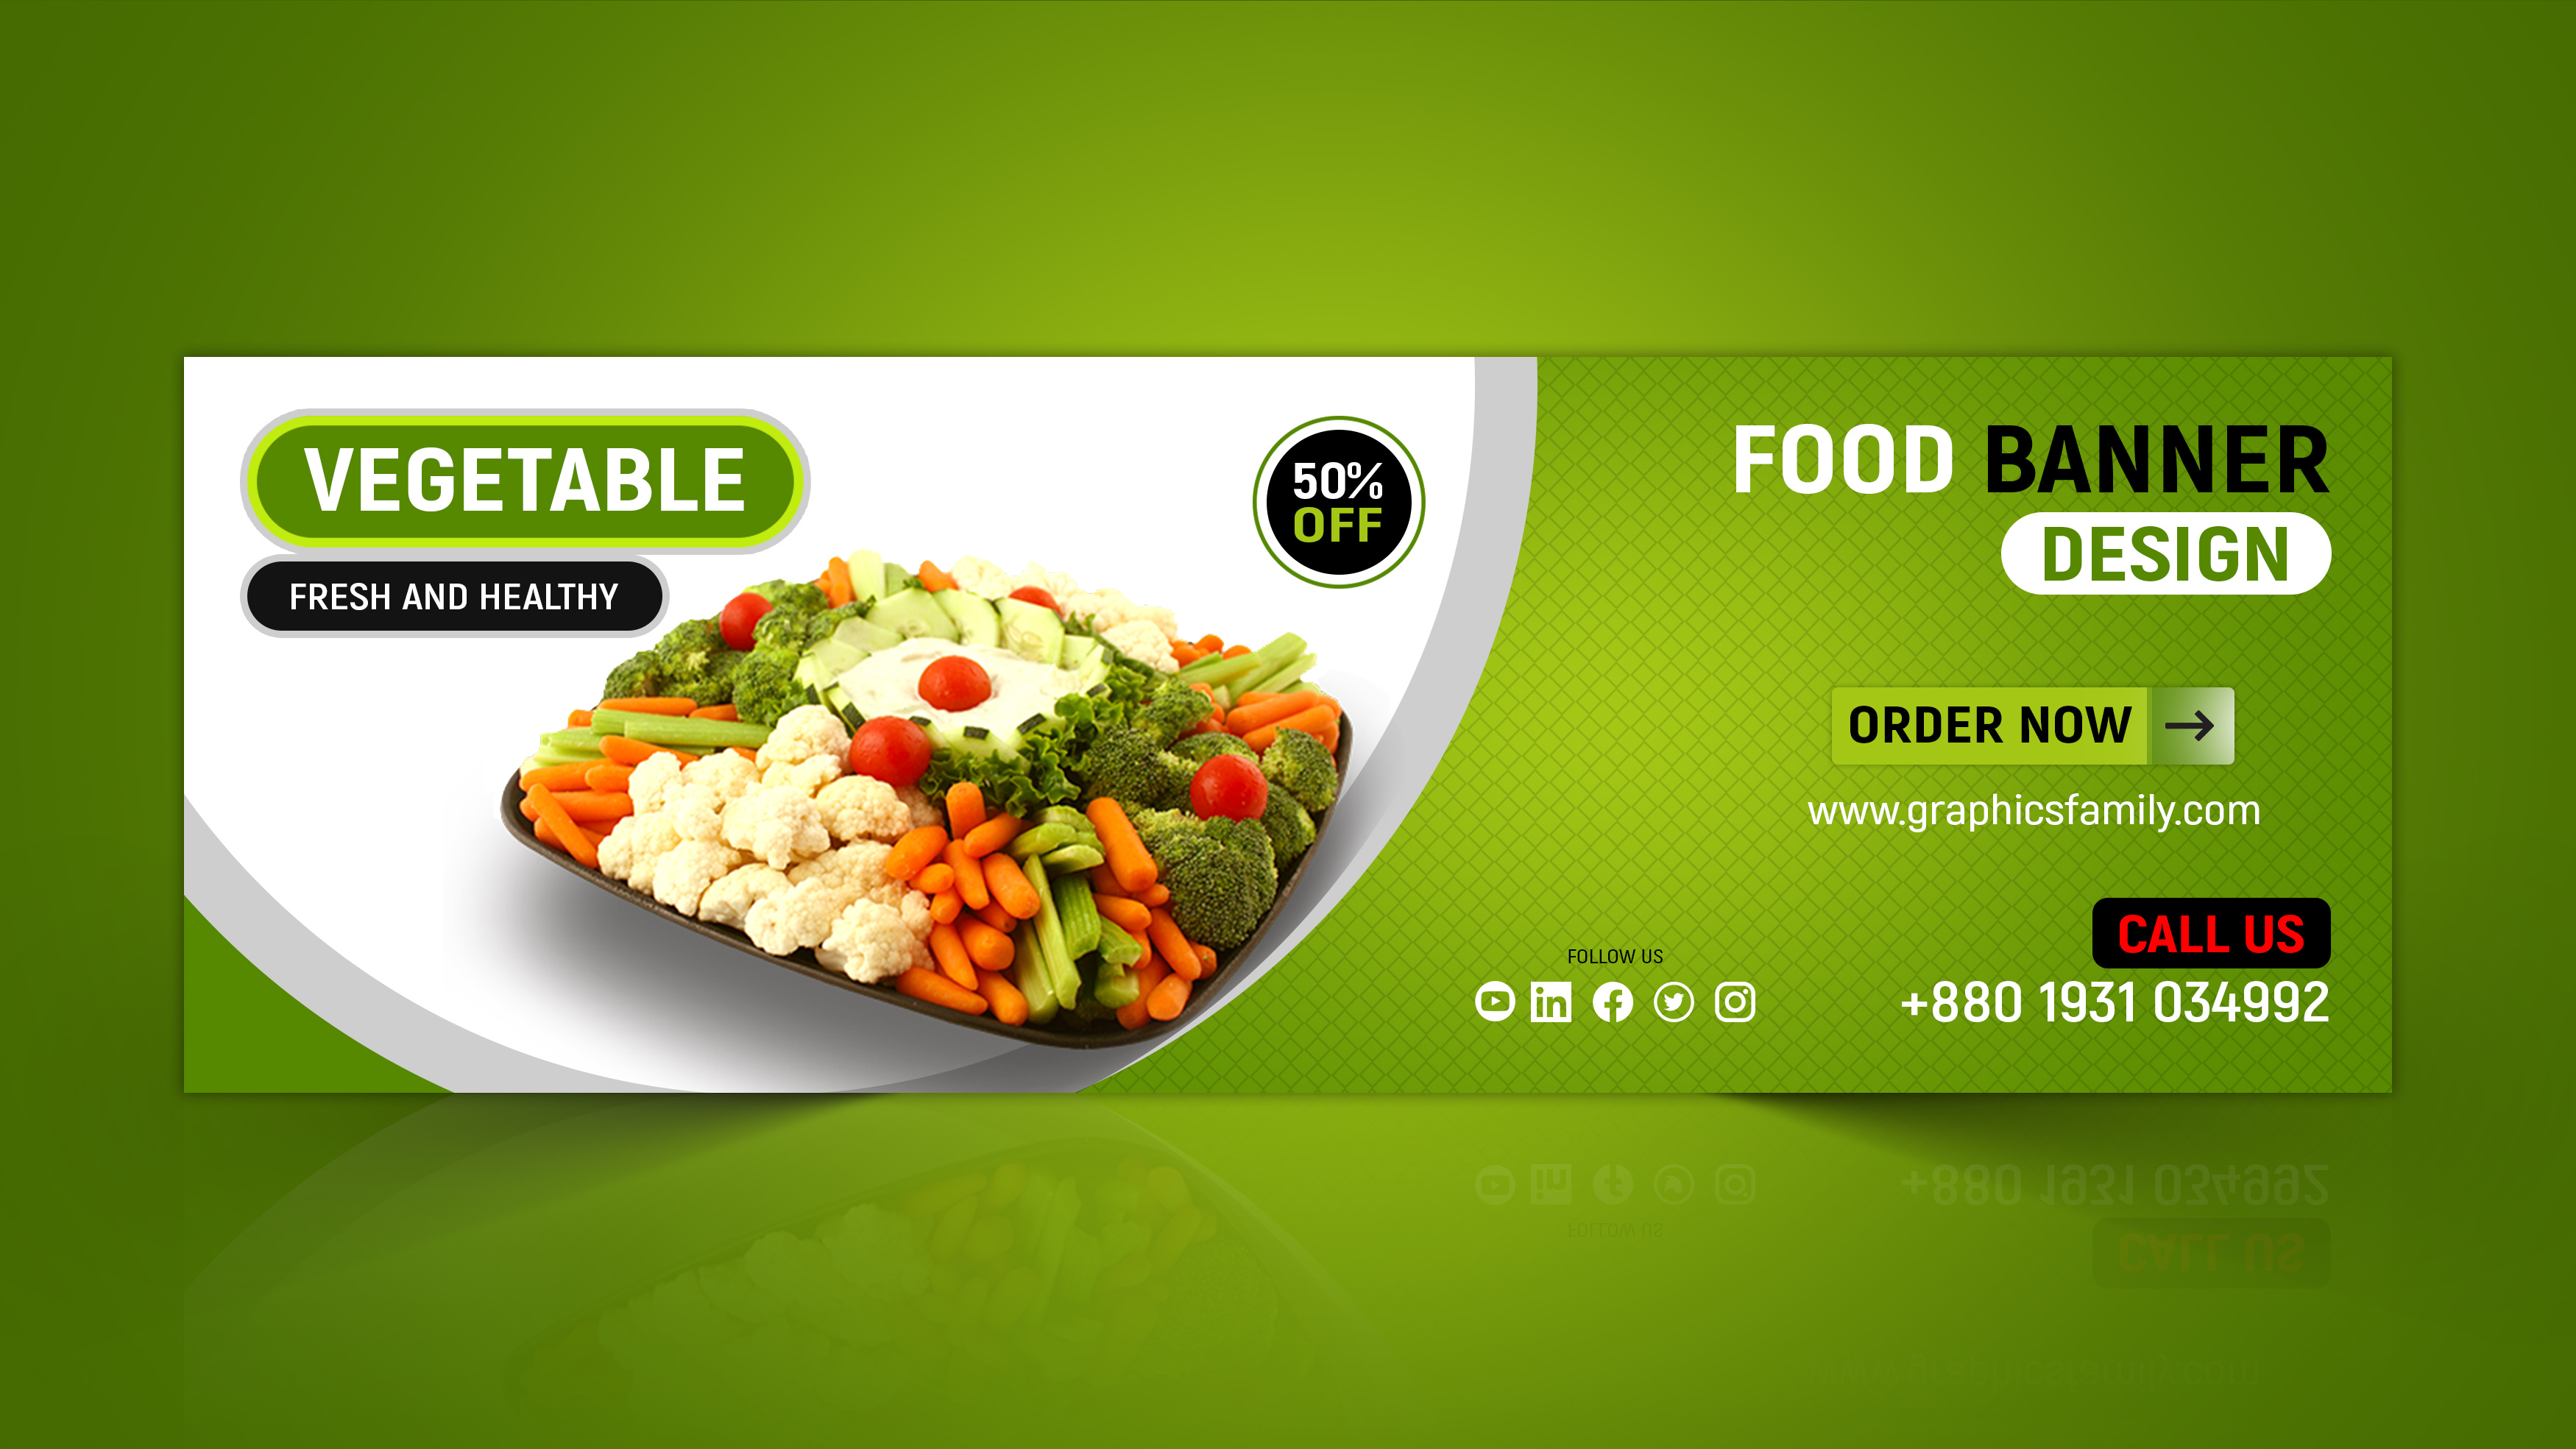 VEGETABLE
FRESH AND HEALTHY
50%
OFF
FOOD BANNER
DESIGN
ORDER NOW
www.graphicsfamily.com
CALL US
+880 1931 034992
FOLLOW US